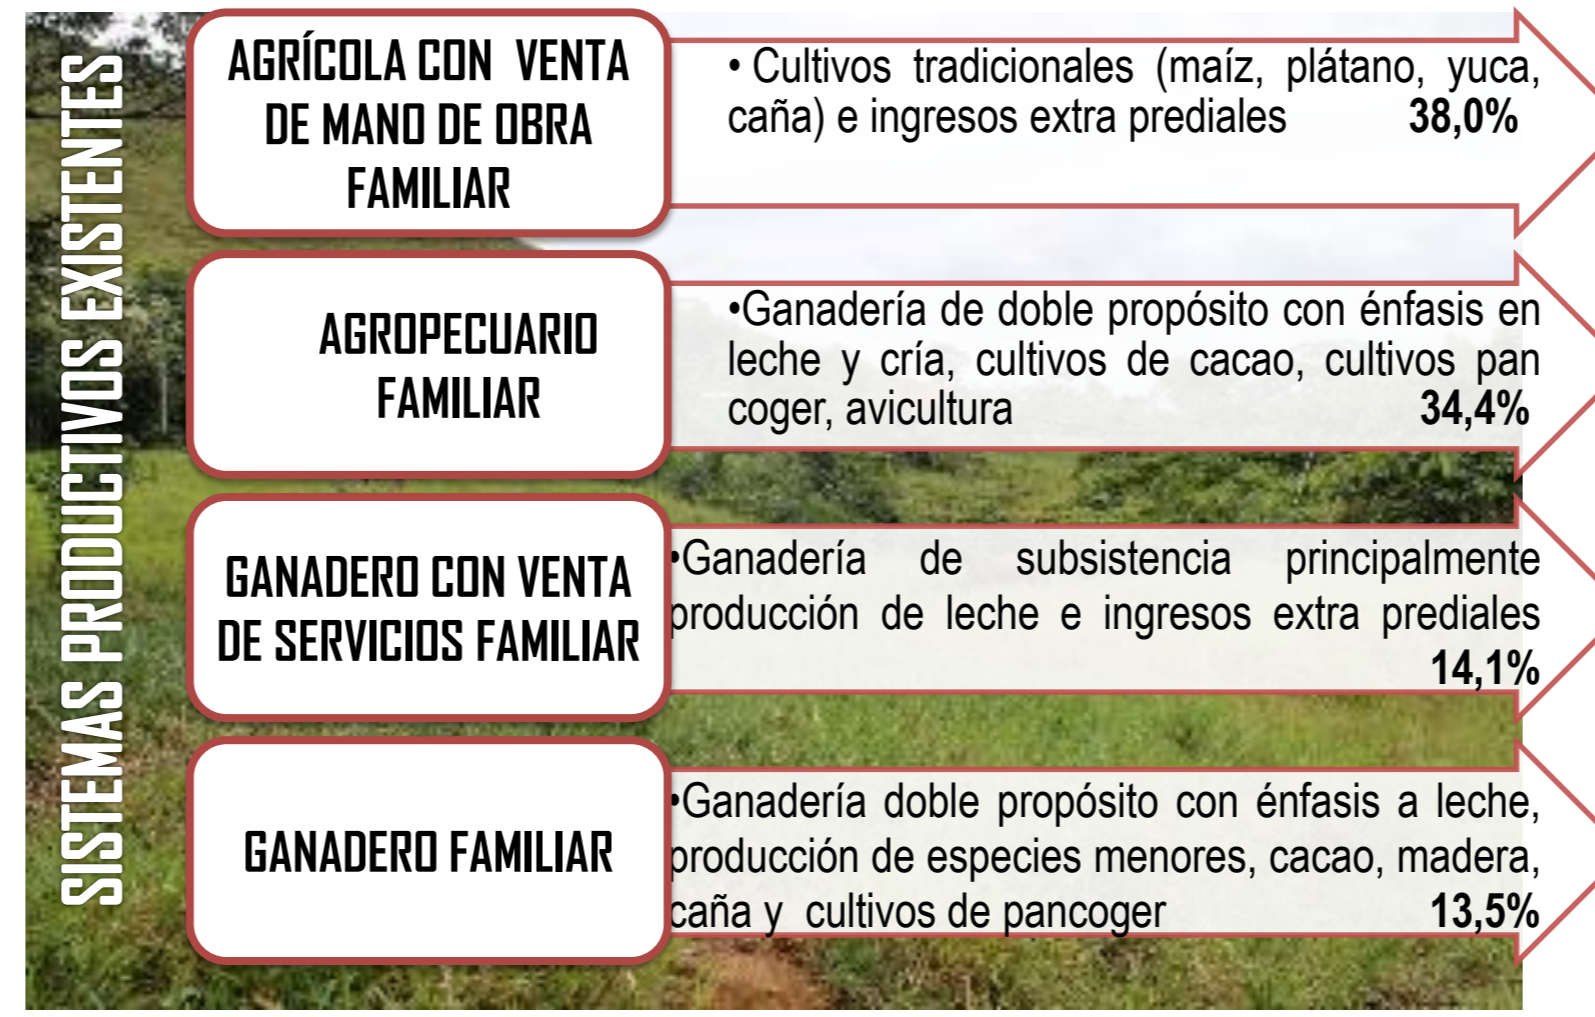 SISTEMAS PRODUCTIVOS EXISTENTES
AGRÍCOLA CON VENTA
DE MANO DE OBRA
FAMILIAR
• Cultivos tradicionales (maíz, plátano, yuca,
caña) e ingresos extra prediales 38,0%
AGROPECUARIO
FAMILIAR
•Ganadería de doble propósito con énfasis en
leche y cría, cultivos de cacao, cultivos pan
coger, avicultura 34,4%
GANADERO CON VENTA
DE SERVICIOS FAMILIAR
•Ganadería de subsistencia principalmente
producción de leche e ingresos extra prediales
14,1%
GANADERO FAMILIAR
•Ganadería doble propósito con énfasis a leche,
producción de especies menores, cacao, madera,
caña y cultivos de pancoger 13,5%